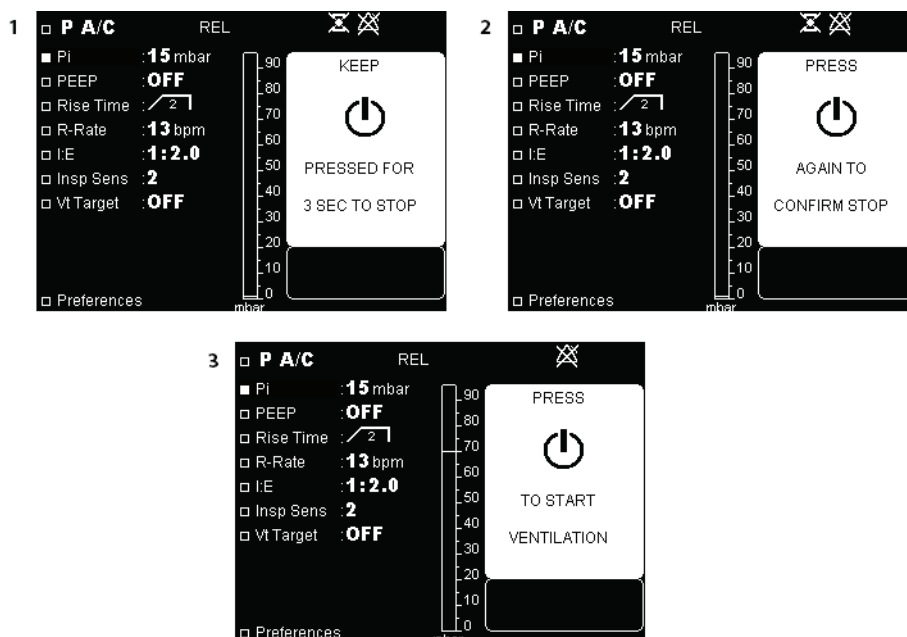 1
P A/C REL
Pi :15 mbar
PEEP :OFF
Rise Time : 2
R-Rate :13 bpm
I:E :1:2.0
Insp Sens :2
Vt Target :OFF
Preferences
90
80
70
60
50
40
30
20
10
0
mbar
KEEP
PRESSED FOR
3 SEC TO STOP
2
P A/C REL
Pi :15 mbar
PEEP :OFF
Rise Time : 2
R-Rate :13 bpm
I:E :1:2.0
Insp Sens :2
Vt Target :OFF
Preferences
90
80
70
60
50
40
30
20
10
0
mbar
PRESS
AGAIN TO
CONFIRM STOP
3
P A/C REL
Pi :15 mbar
PEEP :OFF
Rise Time : 2
R-Rate :13 bpm
I:E :1:2.0
Insp Sens :2
Vt Target :OFF
Preferences
90
80
70
60
50
40
30
20
10
0
mbar
PRESS
TO START
VENTILATION